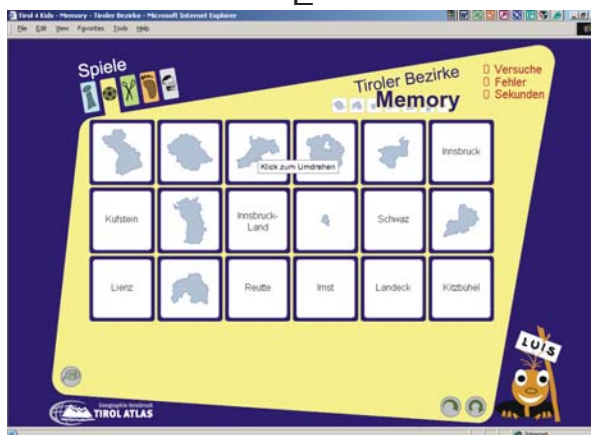 E
Tirol 4 Kids - Memory - Tiroler Bezirke - Microsoft Internet Explorer
File Edit View Favorites Tools Help
Spiele
Tiroler Bezirke
Memory
0 Versuche
0 Fehler
0 Sekunden
Klick zum Umdrehen
Innsbruck
Kufstein
Innsbruck-
Land
Schwaz
Lienz
Reutte
Imst
Landeck
Kitzbühel
LUIS
Geographie Innsbruck
TIROL ATLAS
Internet